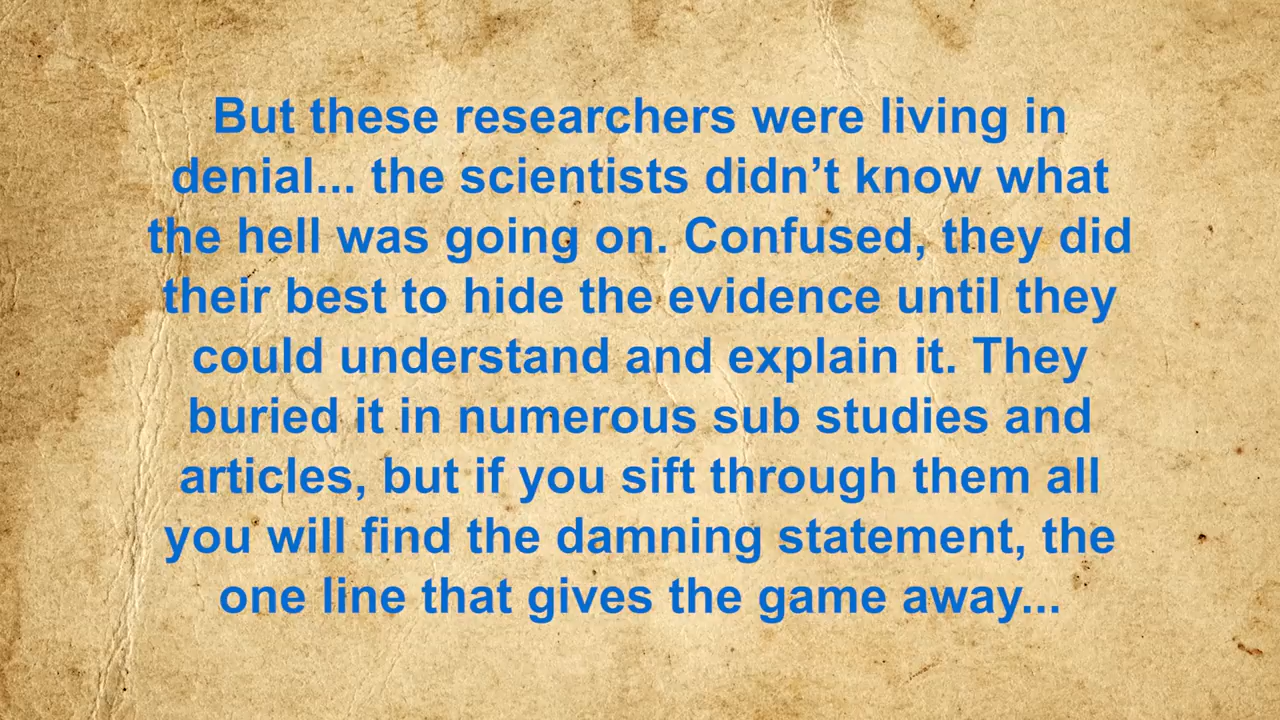 But these researchers were living in
denial... the scientists didn’t know what
the hell was going on. Confused, they did
their best to hide the evidence until they
could understand and explain it. They
buried it in numerous sub studies and
articles, but if you sift through them all
you will find the damning statement, the
one line that gives the game away...